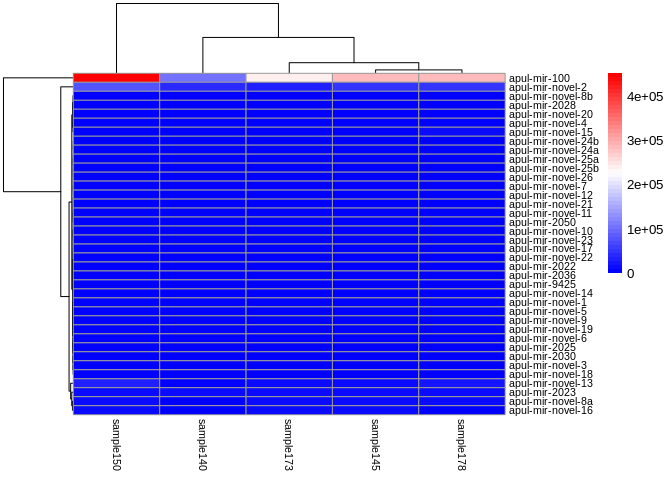 apul-mir-100
apul-mir-novel-2
apul-mir-novel-8b
apul-mir-2028
apul-mir-novel-20
apul-mir-novel-4
apul-mir-novel-15
apul-mir-novel-24b
apul-mir-novel-24a
apul-mir-novel-25a
apul-mir-novel-25b
apul-mir-novel-26
apul-mir-novel-7
apul-mir-novel-12
apul-mir-novel-21
apul-mir-novel-11
apul-mir-2050
apul-mir-novel-10
apul-mir-novel-23
apul-mir-novel-17
apul-mir-novel-22
apul-mir-2022
apul-mir-2036
apul-mir-9425
apul-mir-novel-14
apul-mir-novel-1
apul-mir-novel-5
apul-mir-novel-9
apul-mir-novel-19
apul-mir-novel-6
apul-mir-2025
apul-mir-2030
apul-mir-novel-3
apul-mir-novel-18
apul-mir-novel-13
apul-mir-2023
apul-mir-novel-8a
apul-mir-novel-16
4e+05
3e+05
2e+05
1e+05
0
sample150
sample140
sample173
sample145
sample178